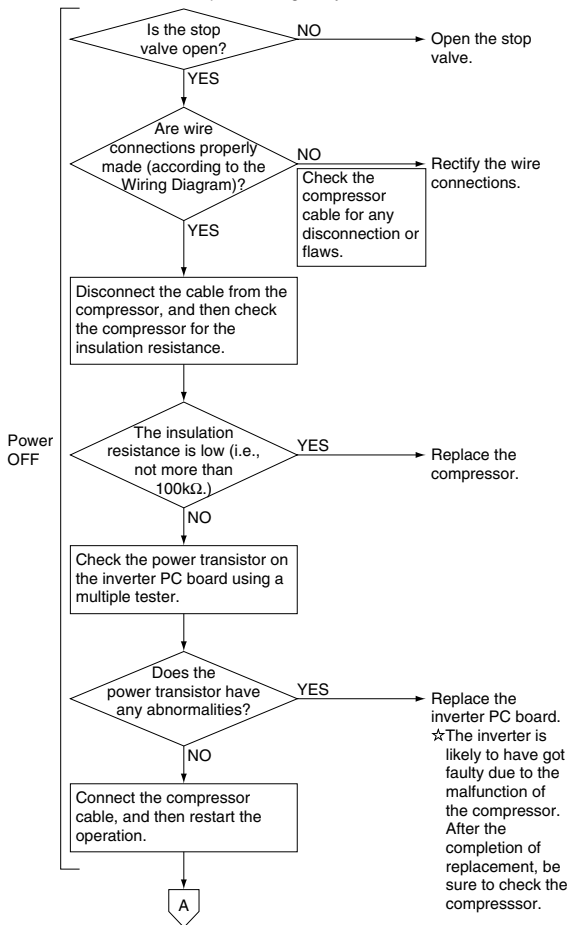 Is the stop
valve open?
NO
Open the stop
valve.
YES
Are wire
connections properly
made (according to the
Wiring Diagram)?
NO
Rectify the wire
connections.
Check the
compressor
cable for any
disconnection or
flaws.
YES
Disconnect the cable from the
compressor, and then check
the compressor for the
insulation resistance.
Power
OFF
The insulation
resistance is low (i.e.,
not more than
100kΩ.)
YES
Replace the
compressor.
NO
Check the power transistor on
the inverter PC board using a
multiple tester.
Does the
power transistor have
any abnormalities?
YES
Replace the
inverter PC board.
☆The inverter is
likely to have got
faulty due to the
malfunction of
the compressor.
After the
completion of
replacement, be
sure to check the
compresssor.
NO
Connect the compressor
cable, and then restart the
operation.
A